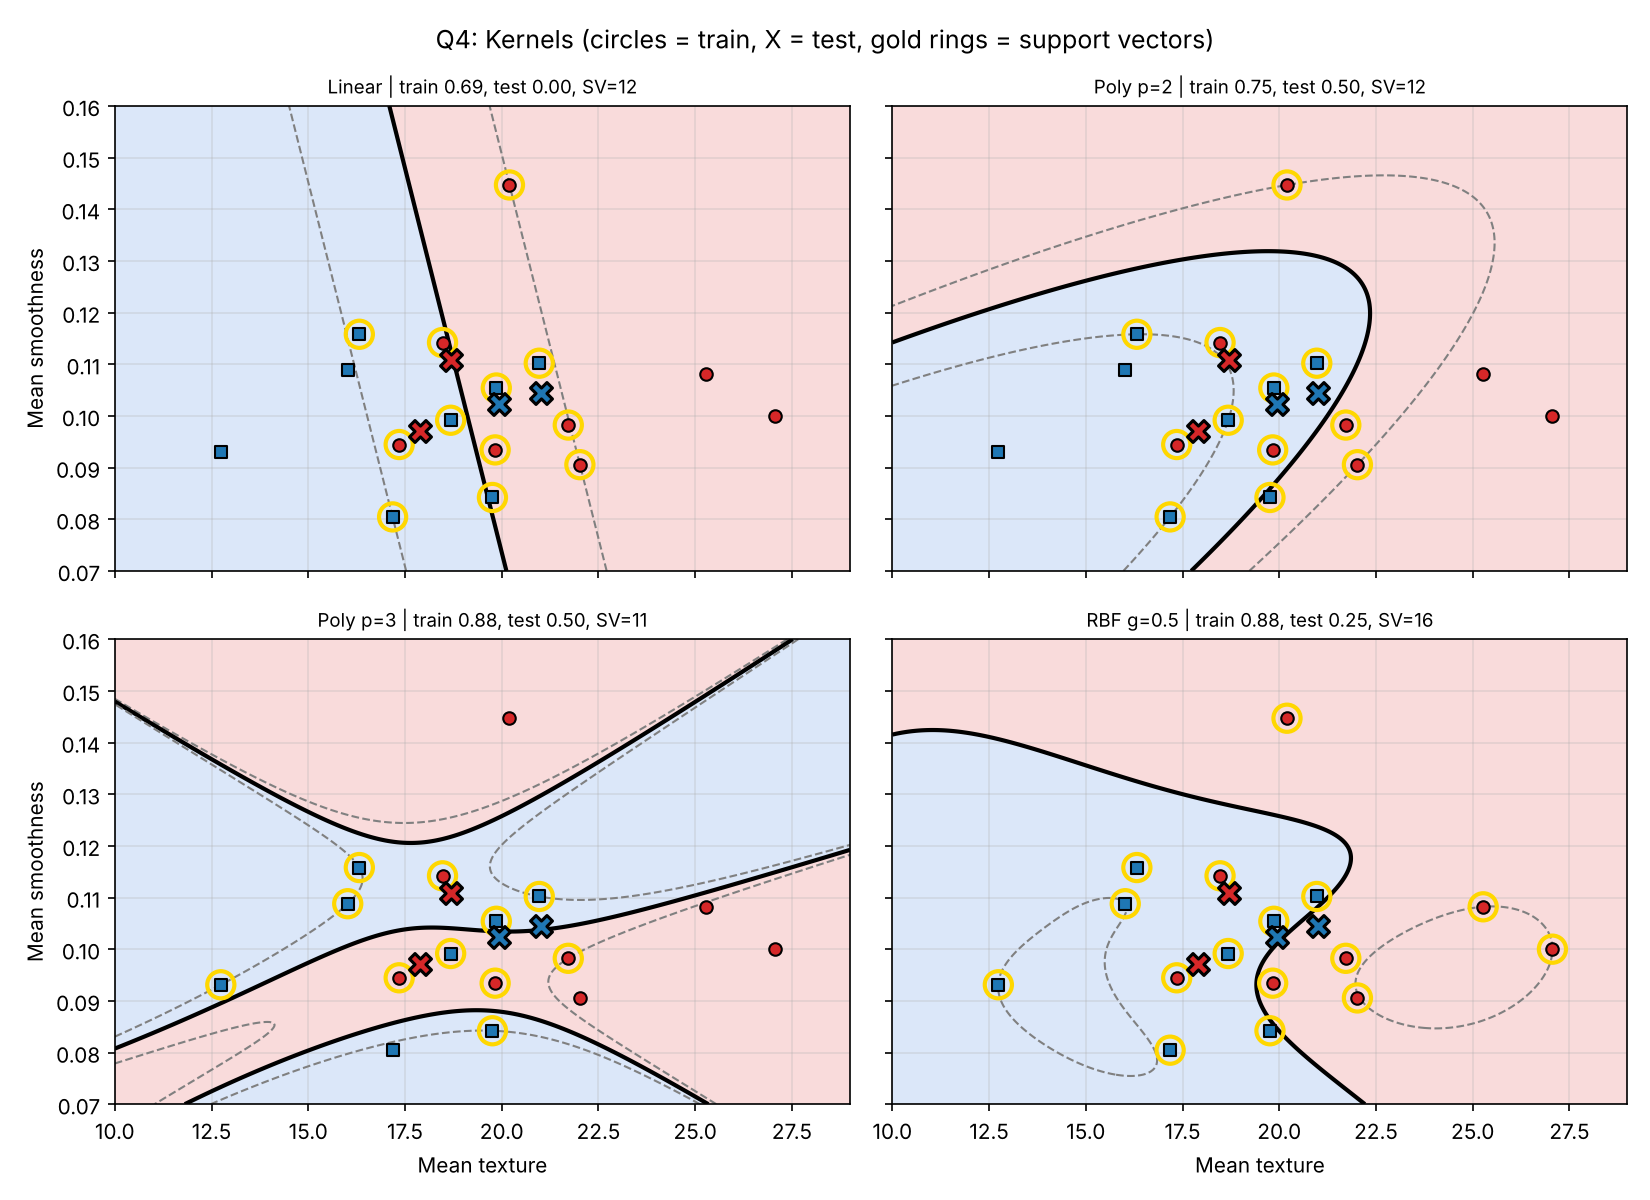 Q4: Kernels (circles = train, X = test, gold rings = support vectors)
Linear | train 0.69, test 0.00, SV=12
Poly p=2 | train 0.75, test 0.50, SV=12
0.16
0.15
0.14
0.13
0.12
0.11
0.10
0.09
0.08
0.07
Mean smoothness
10.0 12.5 15.0 17.5 20.0 22.5 25.0 27.5
Poly p=3 | train 0.88, test 0.50, SV=11
RBF g=0.5 | train 0.88, test 0.25, SV=16
0.16
0.15
0.14
0.13
0.12
0.11
0.10
0.09
0.08
0.07
Mean smoothness
10.0 12.5 15.0 17.5 20.0 22.5 25.0 27.5
Mean texture
Mean texture